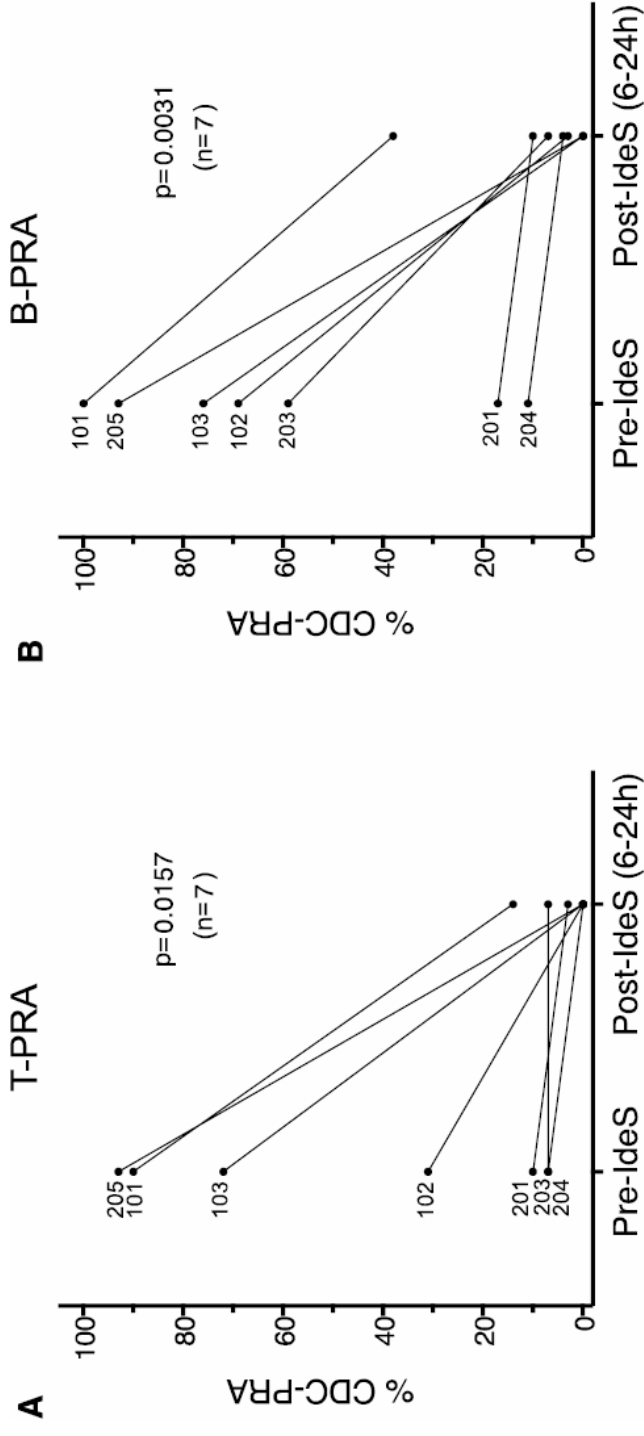 A
T-PRA
% CDC-PRA
100
80
60
40
20
0
205
101
103
102
201
203
204
p=0.0157
(n=7)
Pre-IdeS
Post-IdeS (6-24h)
B
B-PRA
% CDC-PRA
100
80
60
40
20
0
101
205
103
102
203
201
204
p=0.0031
(n=7)
Pre-IdeS
Post-IdeS (6-24h)